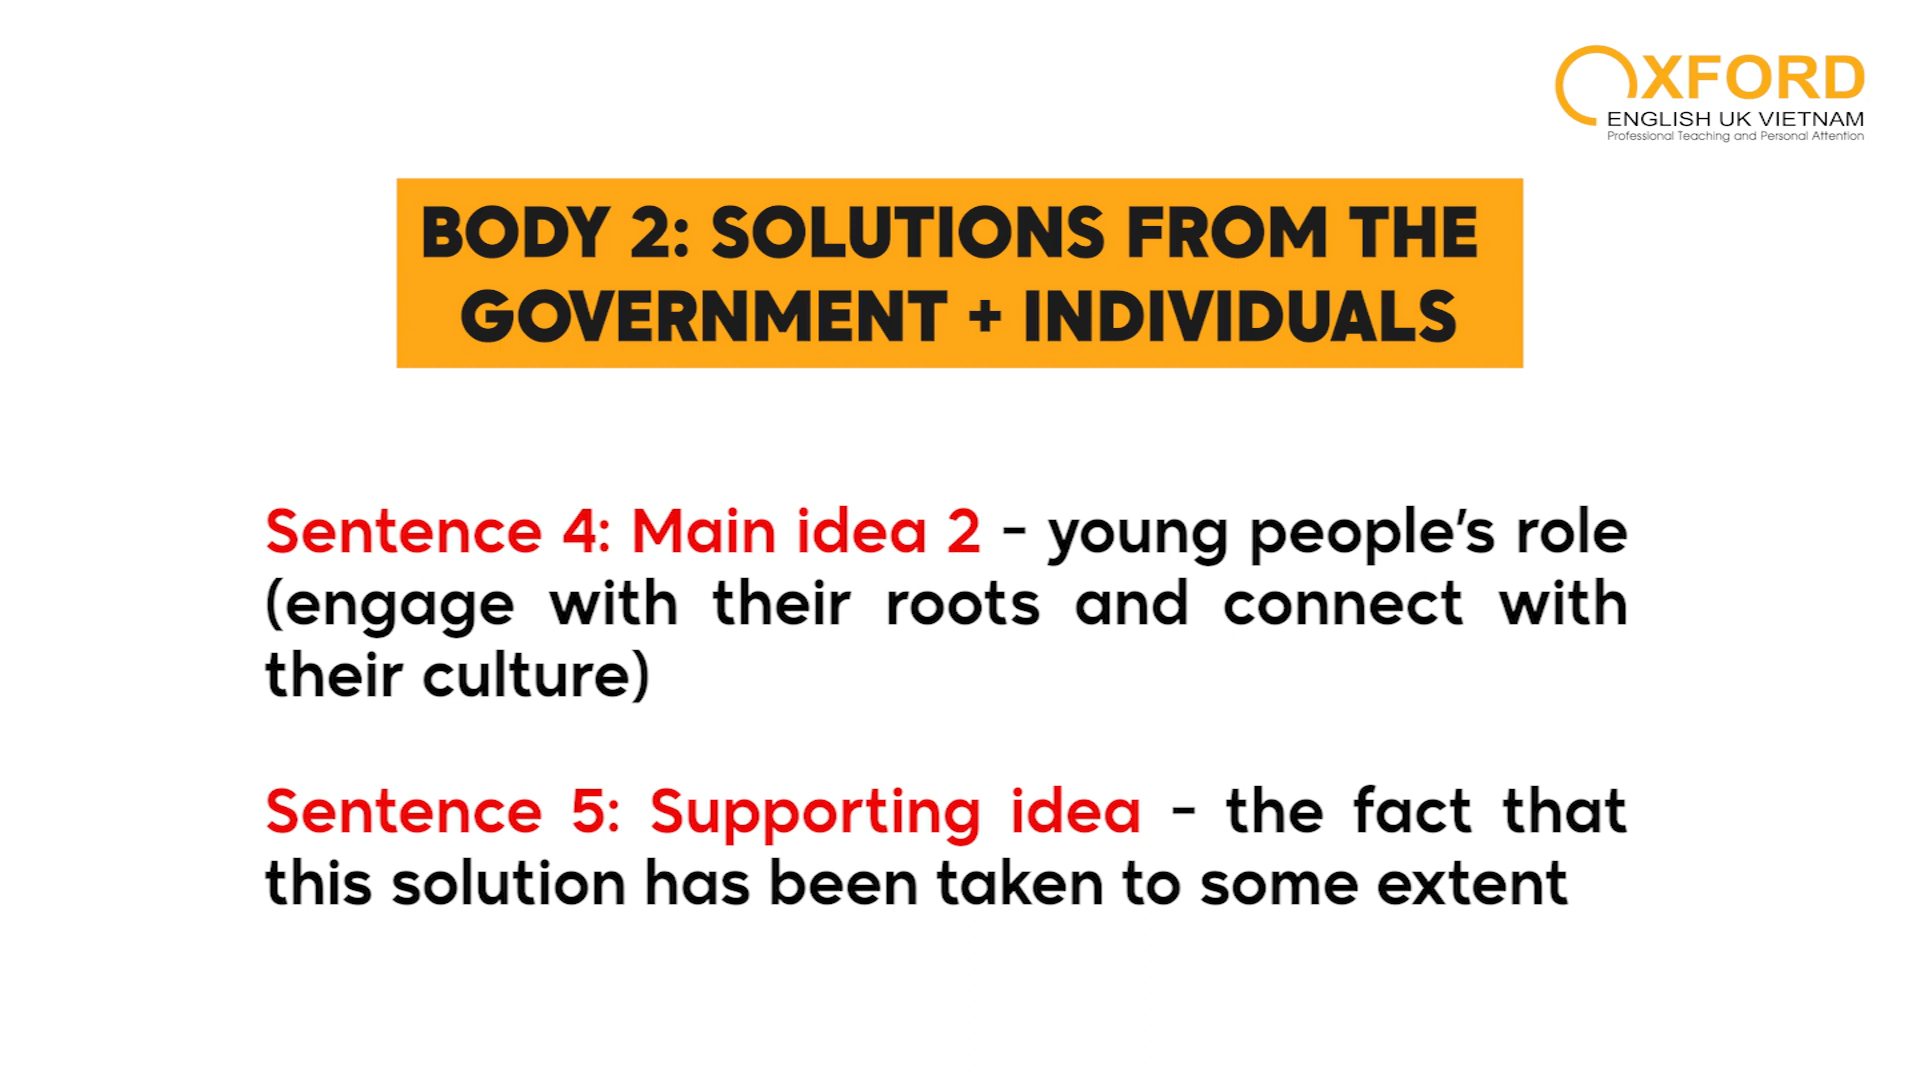 OXFORD
ENGLISH UK VIETNAM
Professional Teaching and Personal Attention
BODY 2: SOLUTIONS FROM THE
GOVERNMENT + INDIVIDUALS
Sentence 4: Main idea 2 - young people's role
(engage with their roots and connect with
their culture)
Sentence 5: Supporting idea - the fact that
this solution has been taken to some extent